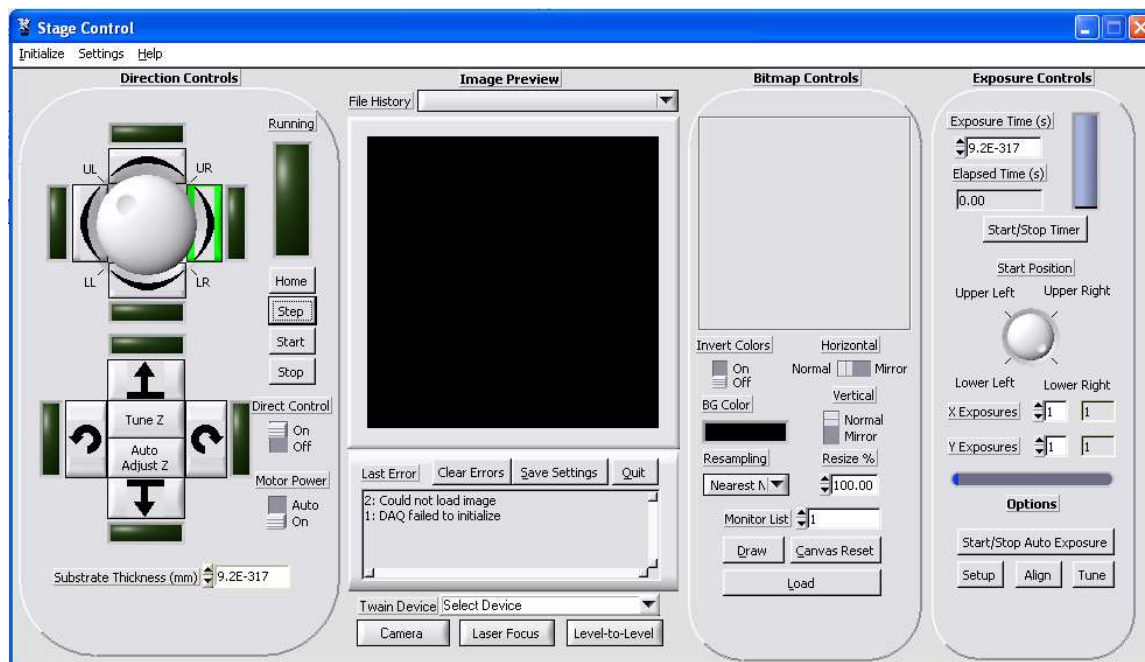 Stage Control
Initialize Settings Help
Direction Controls
Running
UL
UR
LL
LR
Home
Step
Start
Stop
Tune Z
Auto
Adjust Z
Direct Control
On
Off
Motor Power
Auto
On
Substrate Thickness (mm) 9.2E-317
Image Preview
File History
Last Error Clear Errors Save Settings Quit
2: Could not load image
1: DAQ failed to initialize
Twain Device Select Device
Camera Laser Focus Level-to-Level
Bitmap Controls
Invert Colors
On
Off
Horizontal
Normal Mirror
BG Color
Vertical
Normal
Mirror
Resampling
Nearest N
Resize %
100.00
Monitor List 1
Draw Canvas Reset
Load
Exposure Controls
Exposure Time (s)
9.2E-317
Elapsed Time (s)
0.00
Start/Stop Timer
Start Position
Upper Left Upper Right
Lower Left Lower Right
X Exposures 1 1
Y Exposures 1 1
Options
Start/Stop Auto Exposure
Setup Align Tune